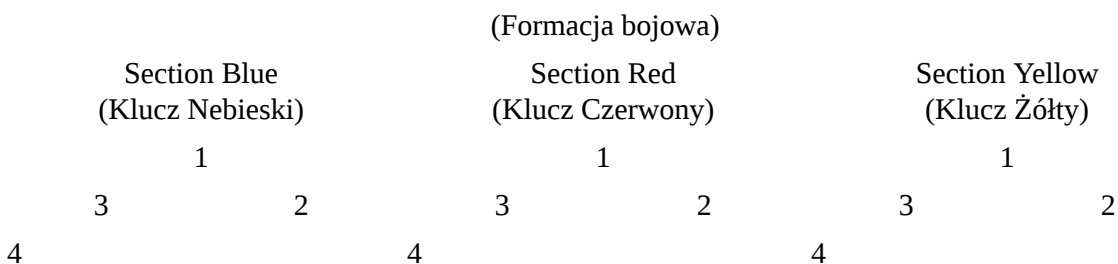 (Formacja bojowa)
Section Blue Section Red Section Yellow
(Klucz Nebieski) (Klucz Czerwony) (Klucz Żółty)
1 1 1
3 2 3 2 3 2
4 4 4